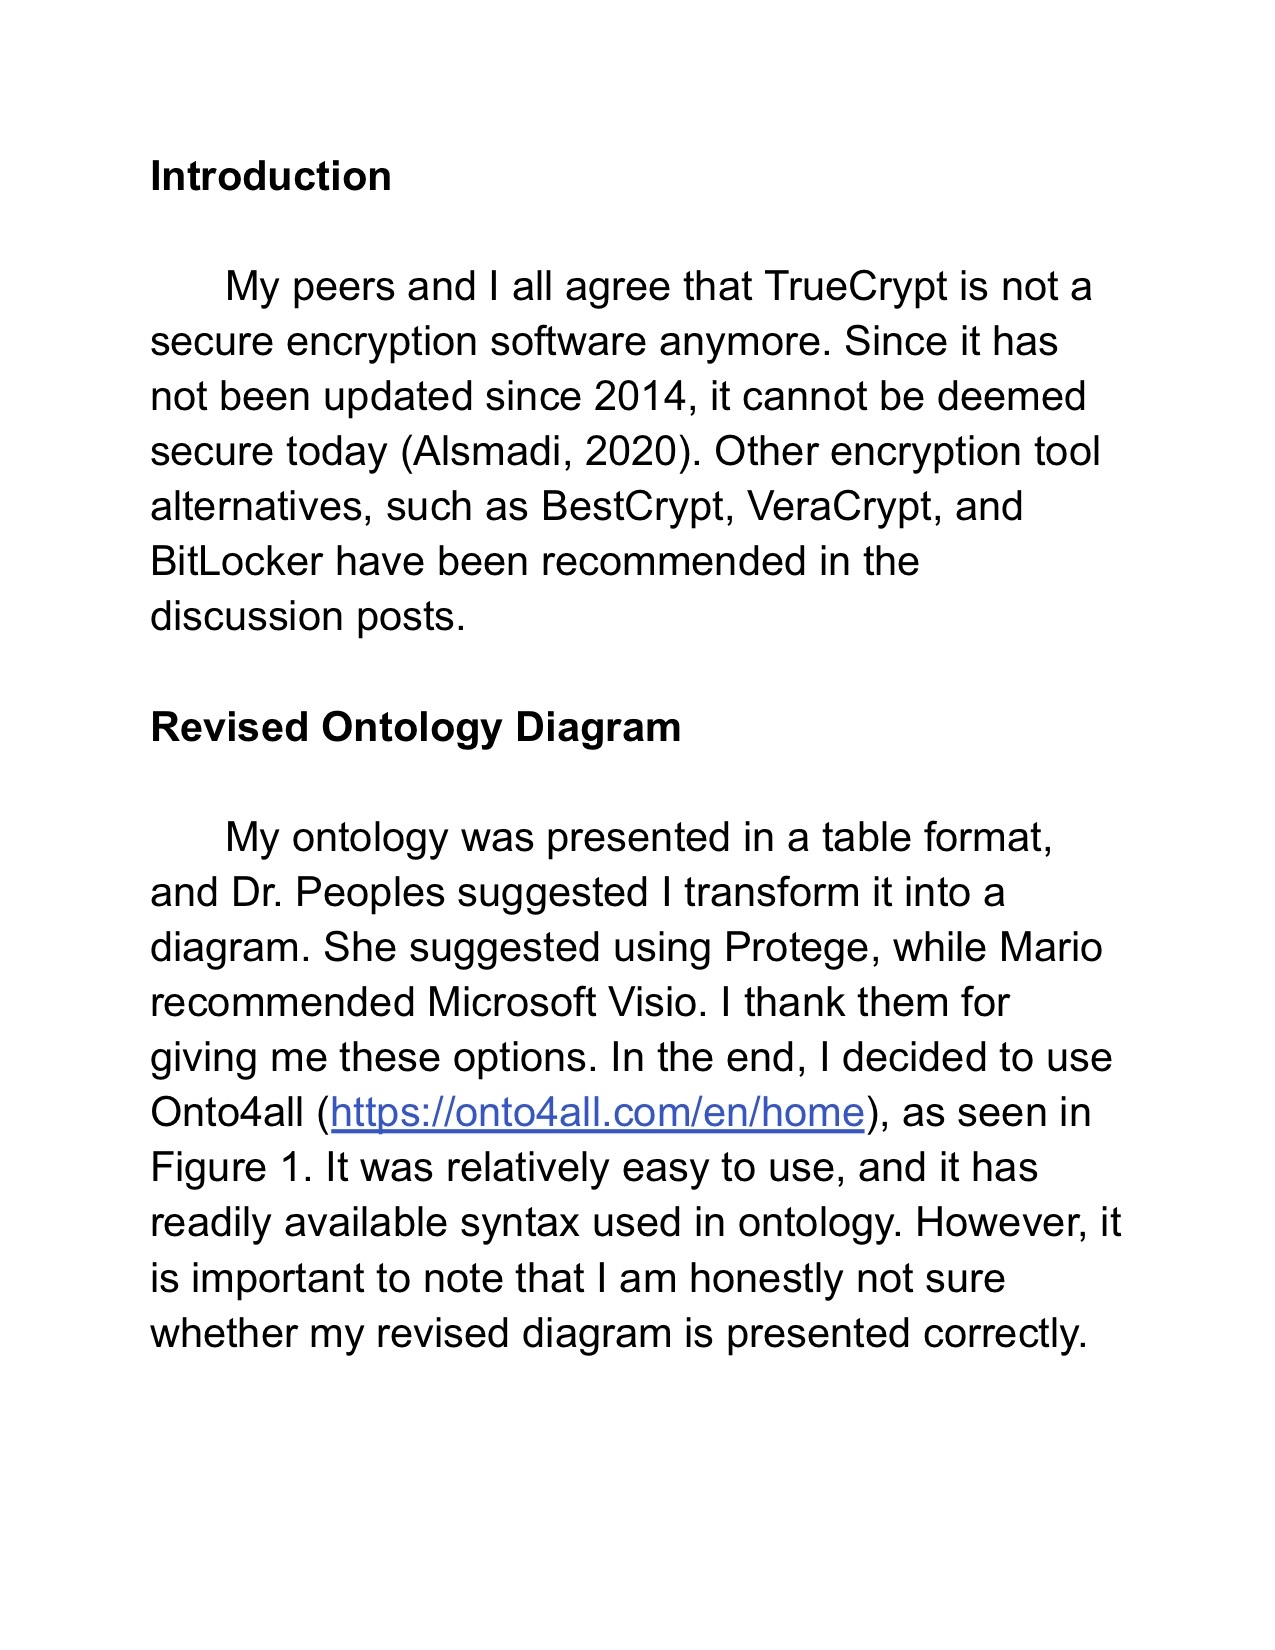 Introduction
My peers and I all agree that TrueCrypt is not a
secure encryption software anymore. Since it has
not been updated since 2014, it cannot be deemed
secure today (Alsmadi, 2020). Other encryption tool
alternatives, such as BestCrypt, VeraCrypt, and
BitLocker have been recommended in the
discussion posts.
Revised Ontology Diagram
My ontology was presented in a table format,
and Dr. Peoples suggested I transform it into a
diagram. She suggested using Protege, while Mario
recommended Microsoft Visio. I thank them for
giving me these options. In the end, I decided to use
Onto4all (https://onto4all.com/en/home), as seen in
Figure 1. It was relatively easy to use, and it has
readily available syntax used in ontology. However, it
is important to note that I am honestly not sure
whether my revised diagram is presented correctly.